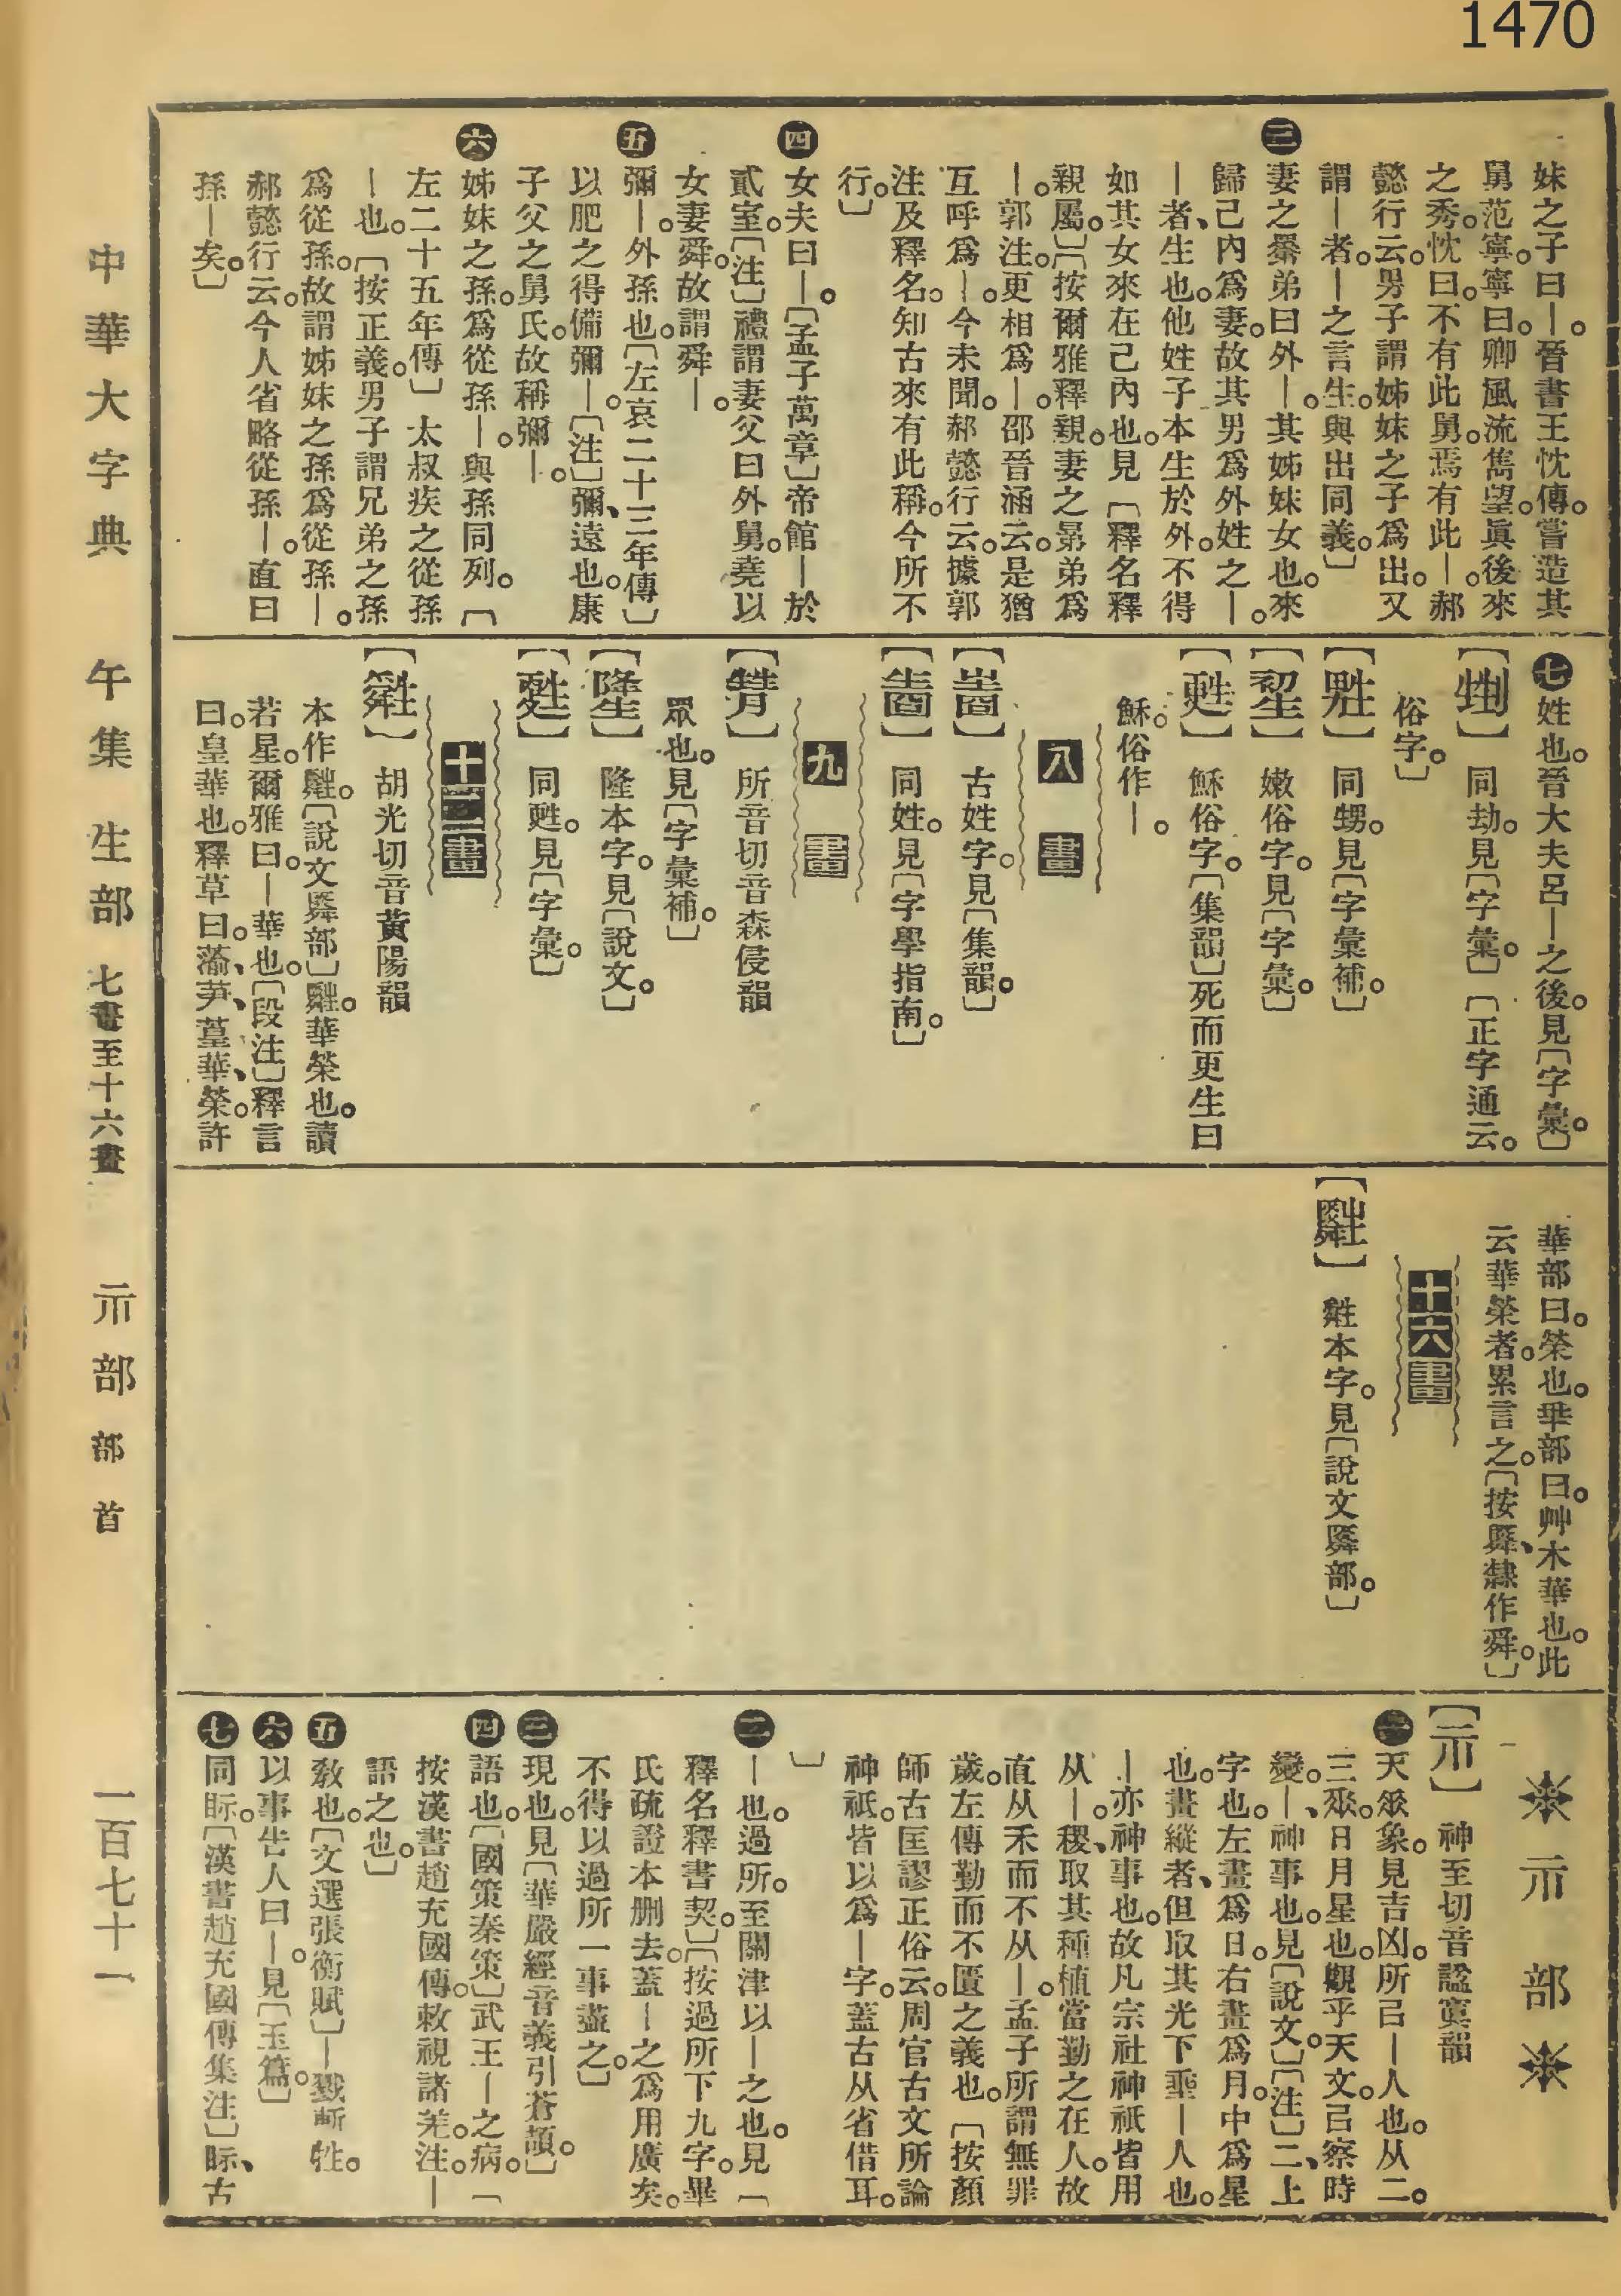 1470
妹之子曰—。晉書王忱傳。嘗造其
舅范寧。寧曰。卿風流雋望。眞後來
之秀。忱曰。不有此舅。焉有此—。郝
懿行云。男子謂姊妹之子爲出。又
謂—者。—之言生。與出同義。〕
三 妻之晜弟曰外—。其姊妹女也。來
歸己內爲妻。故其男爲外姓之—。
—者、生也。他姓子本生於外。不得
如其女來在己內也。見〔釋名釋
親屬。〕〔按爾雅釋親。妻之晜弟爲
—。郭注。更相爲—。邵晉涵云。是猶
互呼爲—。今未聞。郝懿行云。據郭
注及釋名。知古來有此稱。今所不
行。〕
四 女夫曰—。〔孟子萬章〕帝館—於
貳室。〔注〕禮謂妻父曰外舅。堯以
女妻舜。故謂舜—。
五 彌—。外孫也。〔左哀二十三年傳〕
以肥之得備彌—。〔注〕彌、遠也。康
子父之舅氏。故稱彌—。
六 姊妹之孫。爲從孫—。與孫同列。〔
左二十五年傳〕 太叔疾之從孫
—也。〔按正義。男子謂兄弟之孫
爲從孫。故謂姊妹之孫爲從孫—。
郝懿行云。今人省略從孫—。直曰
孫—矣。〕
七 姓也。晉大夫呂—之後。見〔字彙。〕
同劫。見〔字彙。〕〔正字通云。
俗字。〕
同甥。見〔字彙補。〕
嫩俗字。見〔字彙。〕
〔甦〕 穌俗字。〔集韻〕死而更生曰
穌。俗作—。
八畫
古姓字。見〔集韻。〕
同姓。見〔字學指南。〕
九畫
所音切音森侵韻
眾也。見〔字彙補。〕
隆本字。見〔說文。〕
同甦。見〔字彙。〕
十二畫
胡光切音黃陽韻
本作。〔說文䑞部〕華榮也。讀
若皇。爾雅曰。—華也。〔段注〕釋言
曰。皇華也。釋草曰。蕍、芛、葟、華、榮。許
華部曰。榮也。𠌶部曰。艸木華也。此
云華榮者。累言之。〔按䑞、隸作舜。〕
十六畫
本字。見〔說文䑞部。〕
示部
〔示〕 神至切音諡寘韻
一 天𠂹象。見吉凶。所㠯—人也。从二。
三𠂹。日月星也。觀乎天文。㠯察時
變。—、神事也。見〔說文。〕〔注〕二、上
字也。左畫爲日。右畫爲月。中爲星
也。畫縱者、但取其光下垂—人也。
—亦神事也。故凡宗社神祇皆用
从—。稷、取其種植當勤之在人。故
直从禾而不从—。孟子所謂無罪
歲。左傳勤而不匱之義也。〔按顏
師古匡謬正俗云。周官古文所論
神祇。皆以爲—字。蓋古从省借耳。
〕
二 —也。過所。至關津以—之也。見〔
釋名釋書契。〕〔按過所下九字。畢
氏疏證本刪去。蓋—之爲用廣矣。
不得以過所一事盡之。〕
三 現也。見〔華嚴經音義引蒼頡。〕
四 語也。〔國策秦策〕武王—之病。〔
按漢書趙充國傳。敕視諸羌。注。—
語之也。〕
五 敎也。〔文選張衡賦〕—戮斬牲。
六 以事告人曰—。見〔玉篇。〕
七 同眎。〔漢書趙充國傳集注〕眎、古
中華大字典 午集 生部 七畫至十六畫 示部 部首 一百七十一